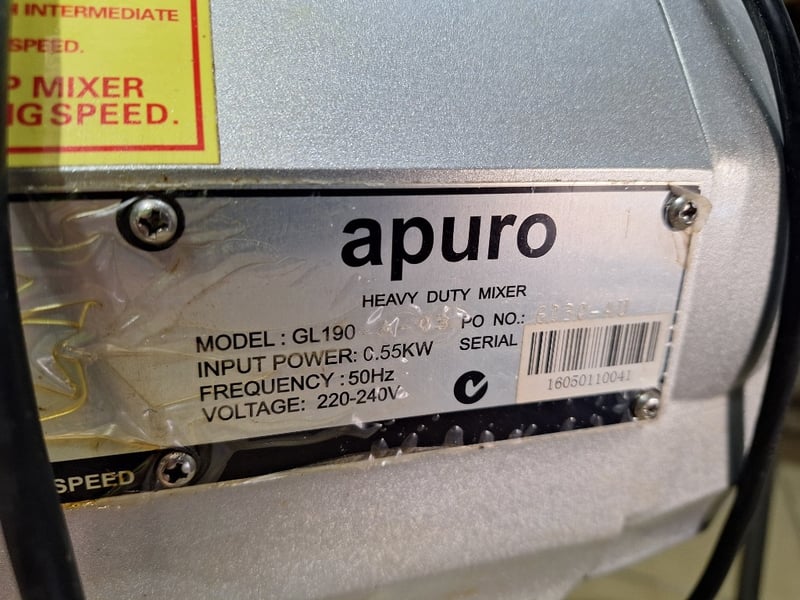 H INTERMEDIATE
SPEED.
P MIXER
NG SPEED.
apuro
HEAVY DUTY MIXER
MODEL : GL190
PO NO.:
INPUT POWER: 0.55KW
SERIAL
FREQUENCY : 50Hz
16050110041
VOLTAGE: 220-240V
SPEED